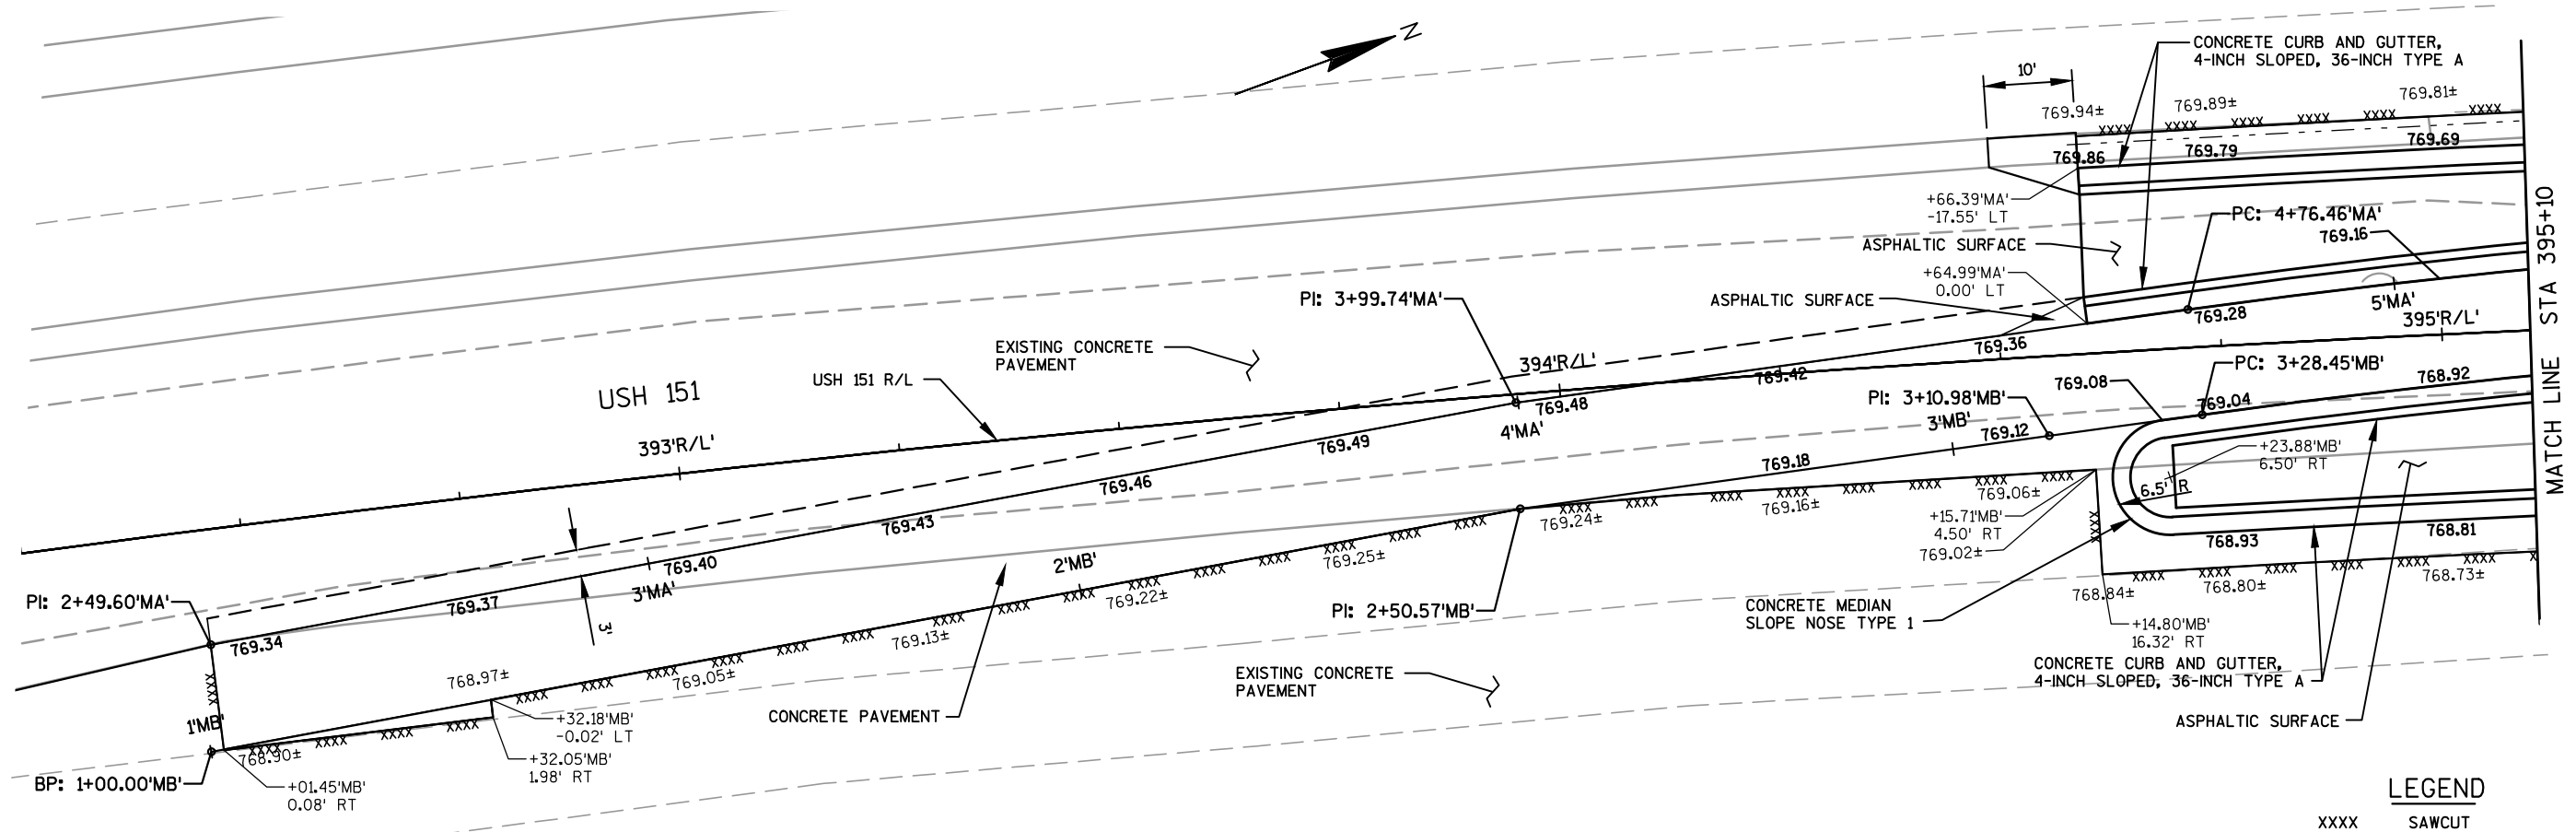 N
CONCRETE CURB AND GUTTER,
4-INCH SLOPED, 36-INCH TYPE A
10'
769.94±
769.89±
769.81±
XXXX XXXX XXXX XXXX XXXX XXXX
769.86
769.79
769.69
+66.39'MA'
-17.55' LT
PC: 4+76.46'MA'
769.16
ASPHALTIC SURFACE
+64.99'MA'
0.00' LT
ASPHALTIC SURFACE
PI: 3+99.74'MA'
769.28
5'MA'
395'R/L'
MATCH LINE STA 395+10
EXISTING CONCRETE
PAVEMENT
USH 151 R/L
USH 151
394'R/L'
769.36
769.42
769.48
4'MA'
PC: 3+28.45'MB'
769.08
768.92
769.04
PI: 3+10.98'MB'
3'MB'
769.12
393'R/L'
769.49
769.46
769.43
769.40
3'MA'
769.37
3'
PI: 2+49.60'MA'
769.34
769.18
+23.88'MB'
6.50' RT
6.5' R
769.06±
769.16±
769.24±
+15.71'MB'
4.50' RT
769.02±
768.93
768.81
768.84±
768.80±
768.73±
+14.80'MB'
16.32' RT
2'MB'
769.25±
769.22±
769.13±
769.05±
768.97±
PI: 2+50.57'MB'
CONCRETE MEDIAN
SLOPE NOSE TYPE 1
CONCRETE CURB AND GUTTER,
4-INCH SLOPED, 36-INCH TYPE A
EXISTING CONCRETE
PAVEMENT
CONCRETE PAVEMENT
ASPHALTIC SURFACE
1'MB'
+32.18'MB'
-0.02' LT
768.90±
+32.05'MB'
1.98' RT
BP: 1+00.00'MB'
+01.45'MB'
0.08' RT
LEGEND
XXXX SAWCUT